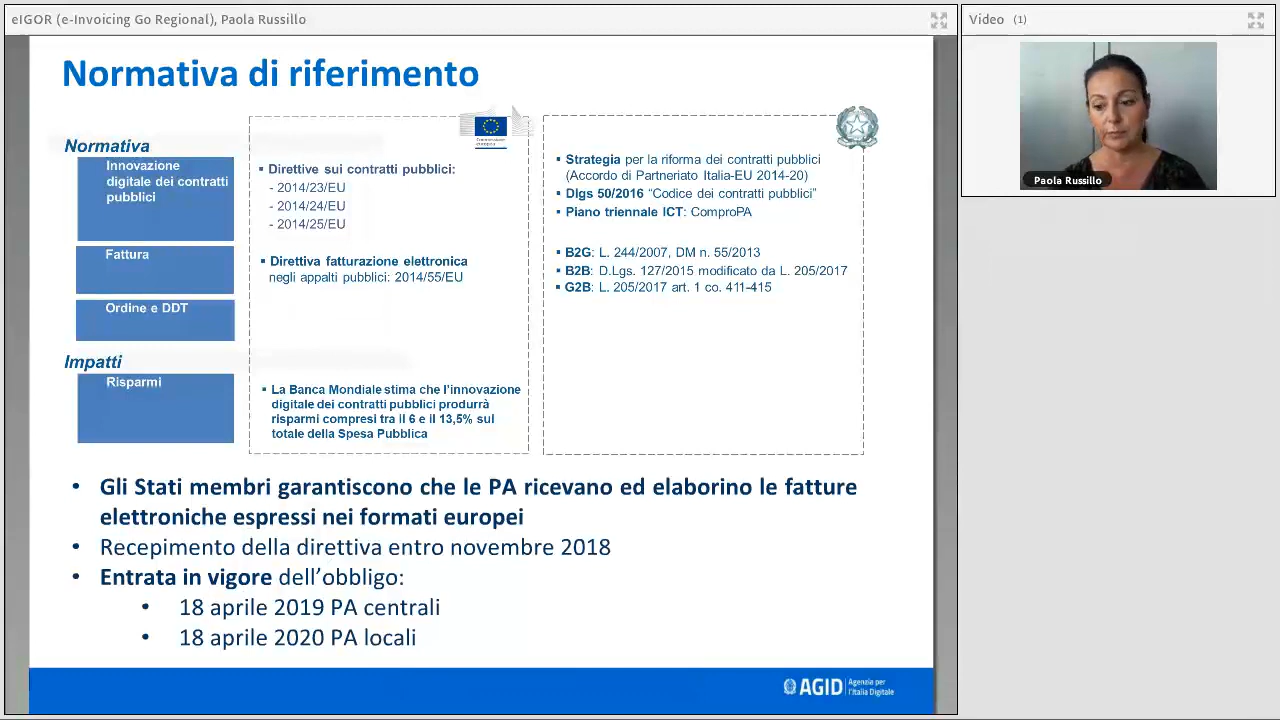 eIGOR (e-Invoicing Go Regional), Paola Russillo
Video (1)
Paola Russillo
Normativa di riferimento
Normativa
Innovazione
digitale dei contratti
pubblici
Fattura
Ordine e DDT
Impatti
Risparmi
▪ Direttive sui contratti pubblici:
- 2014/23/EU
- 2014/24/EU
- 2014/25/EU
▪ Direttiva fatturazione elettronica
negli appalti pubblici: 2014/55/EU
▪ La Banca Mondiale stima che l'innovazione
digitale dei contratti pubblici produrrà
risparmi compresi tra il 6 e il 13,5% sul
totale della Spesa Pubblica
▪ Strategia per la riforma dei contratti pubblici
(Accordo di Partneriato Italia-EU 2014-20)
▪ Dlgs 50/2016 “Codice dei contratti pubblici”
▪ Piano triennale ICT: ComproPA
▪ B2G: L. 244/2007, DM n. 55/2013
▪ B2B: D.Lgs. 127/2015 modificato da L. 205/2017
▪ G2B: L. 205/2017 art. 1 co. 411-415
• Gli Stati membri garantiscono che le PA ricevano ed elaborino le fatture
elettroniche espressi nei formati europei
• Recepimento della direttiva entro novembre 2018
• Entrata in vigore dell’obbligo:
• 18 aprile 2019 PA centrali
• 18 aprile 2020 PA locali
AGID Agenzia per
l'Italia Digitale